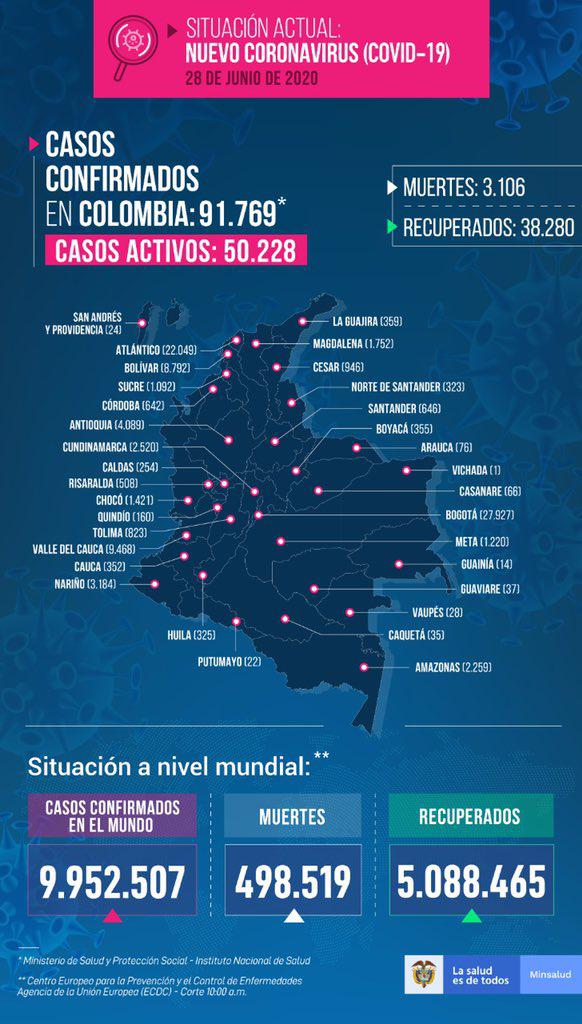 SITUACIÓN ACTUAL:
NUEVO CORONAVIRUS (COVID-19)
28 DE JUNIO DE 2020
CASOS
CONFIRMADOS
EN COLOMBIA: 91.769*
CASOS ACTIVOS: 50.228
MUERTES: 3.106
RECUPERADOS: 38.280
SAN ANDRÉS
Y PROVIDENCIA (24)
ATLÁNTICO (22.049)
BOLÍVAR (8.792)
SUCRE (1.092)
CÓRDOBA (642)
ANTIOQUIA (4.089)
CUNDINAMARCA (2.520)
CALDAS (254)
RISARALDA (508)
CHOCÓ (1.421)
QUINDÍO (160)
TOLIMA (823)
VALLE DEL CAUCA (9.468)
CAUCA (352)
NARIÑO (3.184)
HUILA (325)
PUTUMAYO (22)
LA GUAJIRA (359)
MAGDALENA (1.752)
CESAR (946)
NORTE DE SANTANDER (323)
SANTANDER (646)
BOYACÁ (355)
ARAUCA (76)
VICHADA (1)
CASANARE (66)
BOGOTÁ (27.927)
META (1.220)
GUAINÍA (14)
GUAVIARE (37)
VAUPÉS (28)
CAQUETÁ (35)
AMAZONAS (2.259)
Situación a nivel mundial:**
CASOS CONFIRMADOS
EN EL MUNDO
9.952.507
MUERTES
498.519
RECUPERADOS
5.088.465
* Ministerio de Salud y Protección Social - Instituto Nacional de Salud
** Centro Europeo para la Prevención y el Control de Enfermedades
Agencia de la Unión Europea (ECDC) - Corte 10:00 a.m.
La salud
es de todos
Minsalud